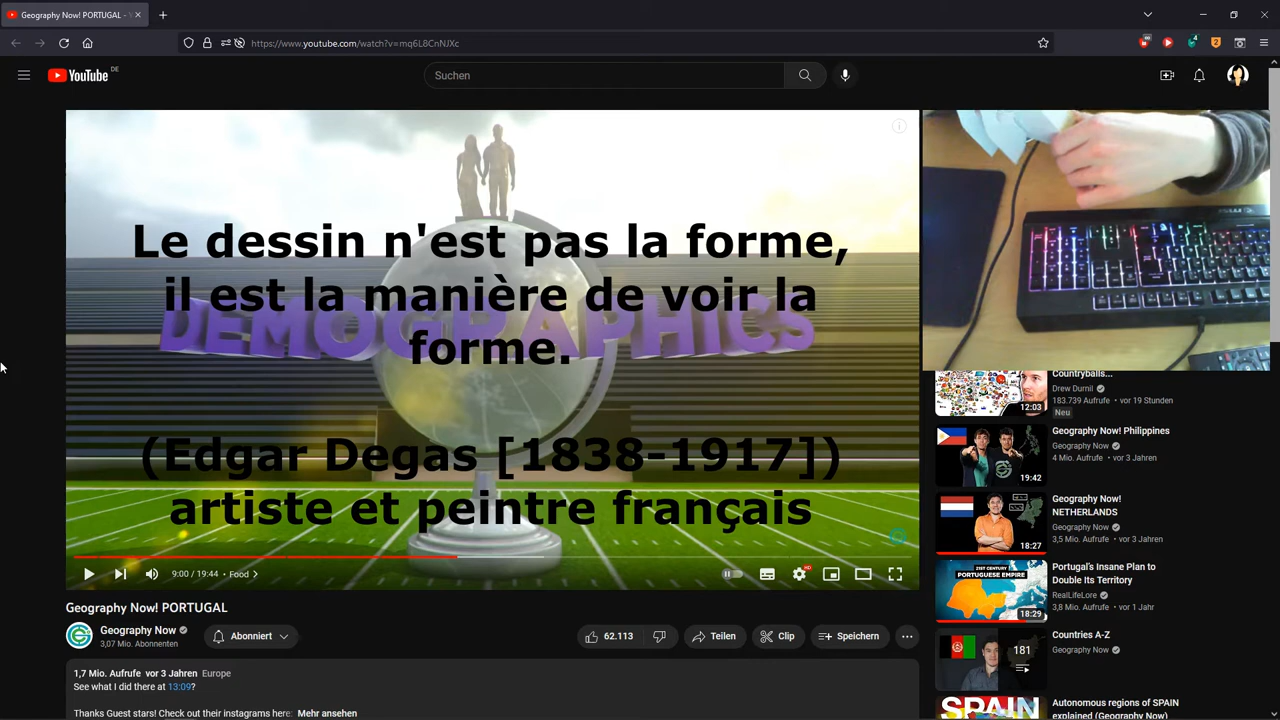 Geography Now! PORTUGAL - Y
https://www.youtube.com/watch?v=mq6L8CnNJXc
YouTube DE
Suchen
Le dessin n'est pas la forme,
il est la manière de voir la
forme.
DEMOGRAPHICS
(Edgar Degas [1838-1917])
artiste et peintre français
9:00 / 19:44 • Food
HD
Geography Now! PORTUGAL
Geography Now
3,07 Mio. Abonnenten
Abonniert
62.113
Teilen
Clip
Speichern
1,7 Mio. Aufrufe vor 3 Jahren Europe
See what I did there at 13:09?
Thanks Guest stars! Check out their instagrams here: Mehr ansehen
Countryballs...
Drew Durnil
183.739 Aufrufe • vor 19 Stunden
Neu
12:03
Geography Now! Philippines
Geography Now
4 Mio. Aufrufe • vor 3 Jahren
19:42
Geography Now!
NETHERLANDS
Geography Now
3,5 Mio. Aufrufe • vor 3 Jahren
18:27
21ST CENTURY
PORTUGUESE EMPIRE
Portugal's Insane Plan to
Double Its Territory
RealLifeLore
3,8 Mio. Aufrufe • vor 1 Jahr
18:29
Countries A-Z
Geography Now
181
SPAIN
Autonomous regions of SPAIN
explained (Geography Now)